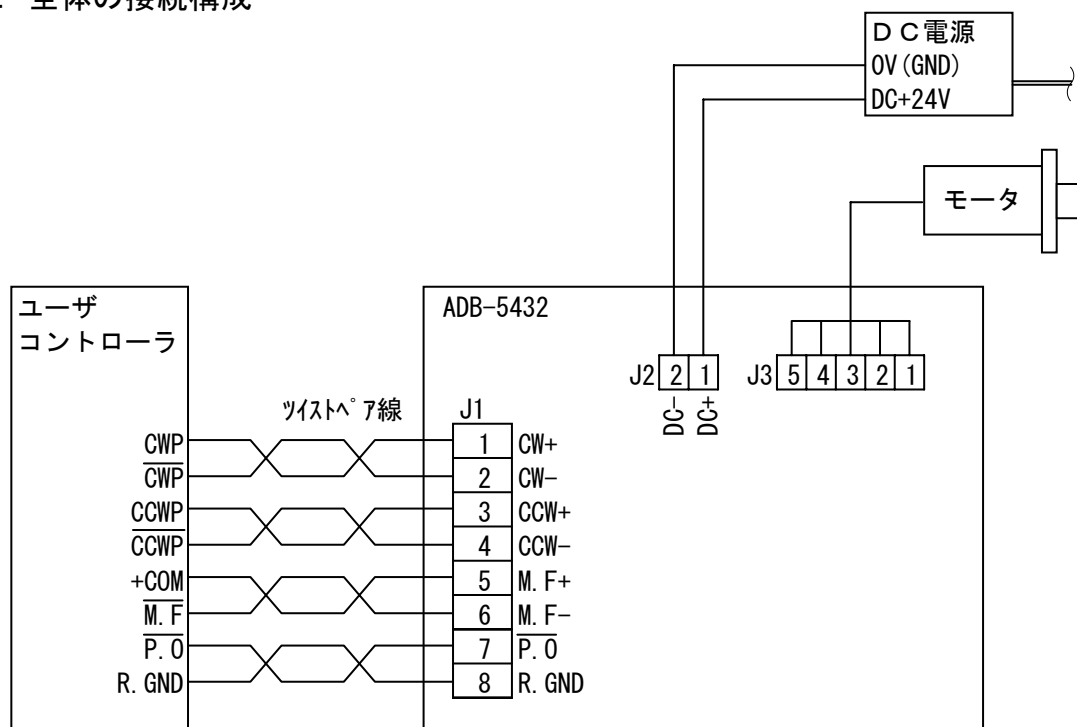 全体の接続構成
DC電源
0V(GND)
DC+24V
モータ
ユーザ
コントローラ
ADB-5432
J2 2 1
DC-
DC+
J3 5 4 3 2 1
ﾂｲｽﾄﾍﾟｱ線
J1
CWP 1 CW+
CWP 2 CW-
CCWP 3 CCW+
CCWP 4 CCW-
+COM 5 M.F+
M.F 6 M.F-
P.O 7 P.O
R.GND 8 R.GND